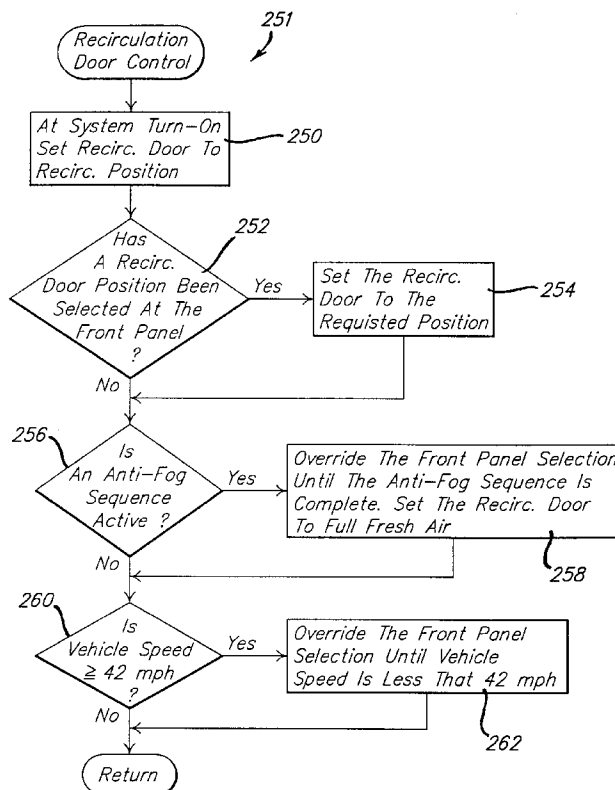 251
Recirculation
Door Control
At System Turn-On
Set Recirc. Door To
Recirc. Position
250
Has
A Recirc.
Door Position Been
Selected At The
Front Panel
?
252
Yes
Set The Recirc.
Door To The
Requisted Position
254
No
256
Is
An Anti-Fog
Sequence
Active ?
Yes
Override The Front Panel Selection
Until The Anti-Fog Sequence Is
Complete. Set The Recirc. Door
To Full Fresh Air
258
No
260
Is
Vehicle Speed
≧ 42 mph
?
Yes
Override The Front Panel
Selection Until Vehicle
Speed Is Less That 42 mph
262
No
Return